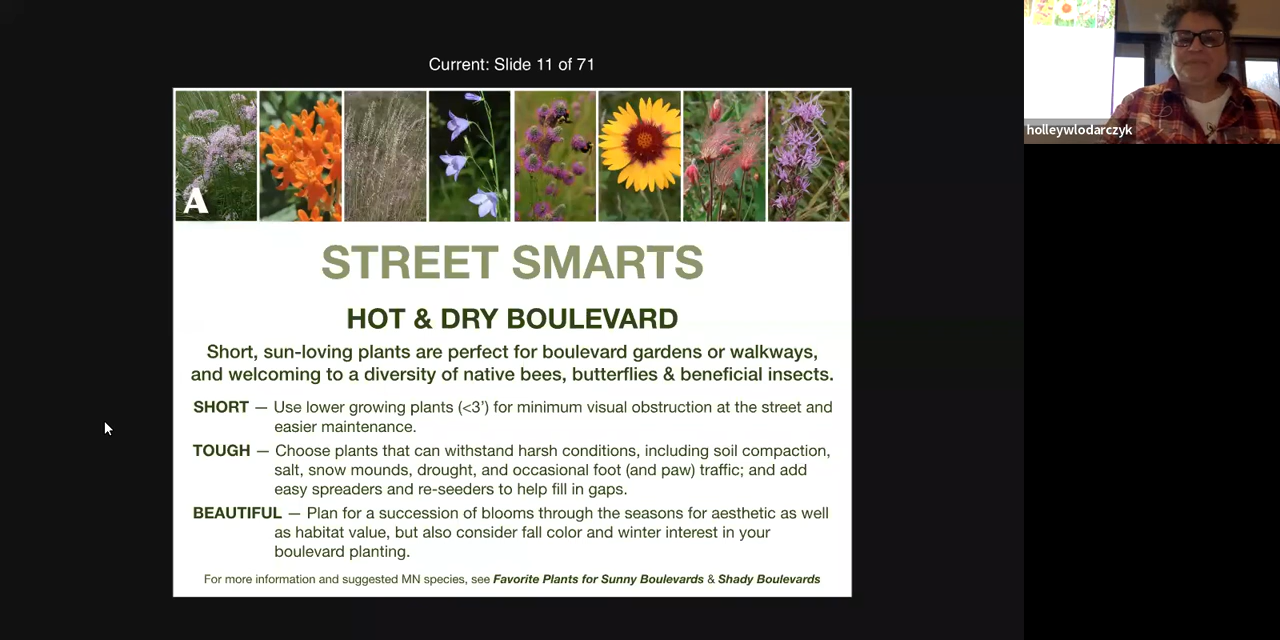 Current: Slide 11 of 71
holleywlodarczyk
A
STREET SMARTS
HOT & DRY BOULEVARD
Short, sun-loving plants are perfect for boulevard gardens or walkways,
and welcoming to a diversity of native bees, butterflies & beneficial insects.
SHORT — Use lower growing plants (<3’) for minimum visual obstruction at the street and
easier maintenance.
TOUGH — Choose plants that can withstand harsh conditions, including soil compaction,
salt, snow mounds, drought, and occasional foot (and paw) traffic; and add
easy spreaders and re-seeders to help fill in gaps.
BEAUTIFUL — Plan for a succession of blooms through the seasons for aesthetic as well
as habitat value, but also consider fall color and winter interest in your
boulevard planting.
For more information and suggested MN species, see Favorite Plants for Sunny Boulevards & Shady Boulevards